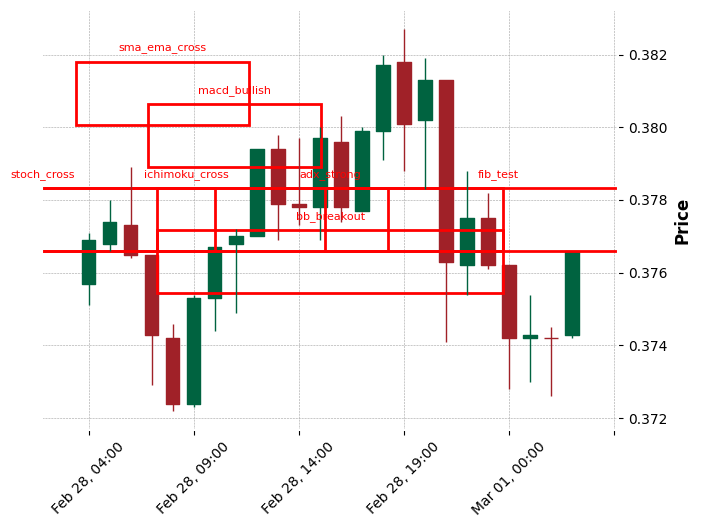 sma_ema_cross
macd_bullish
stoch_cross
ichimoku_cross
fib_test
bb_breakout
0.382
0.380
0.378
0.376
0.374
0.372
Price
Feb 28, 04:00
Feb 28, 09:00
Feb 28, 14:00
Feb 28, 19:00
Mar 01, 00:00